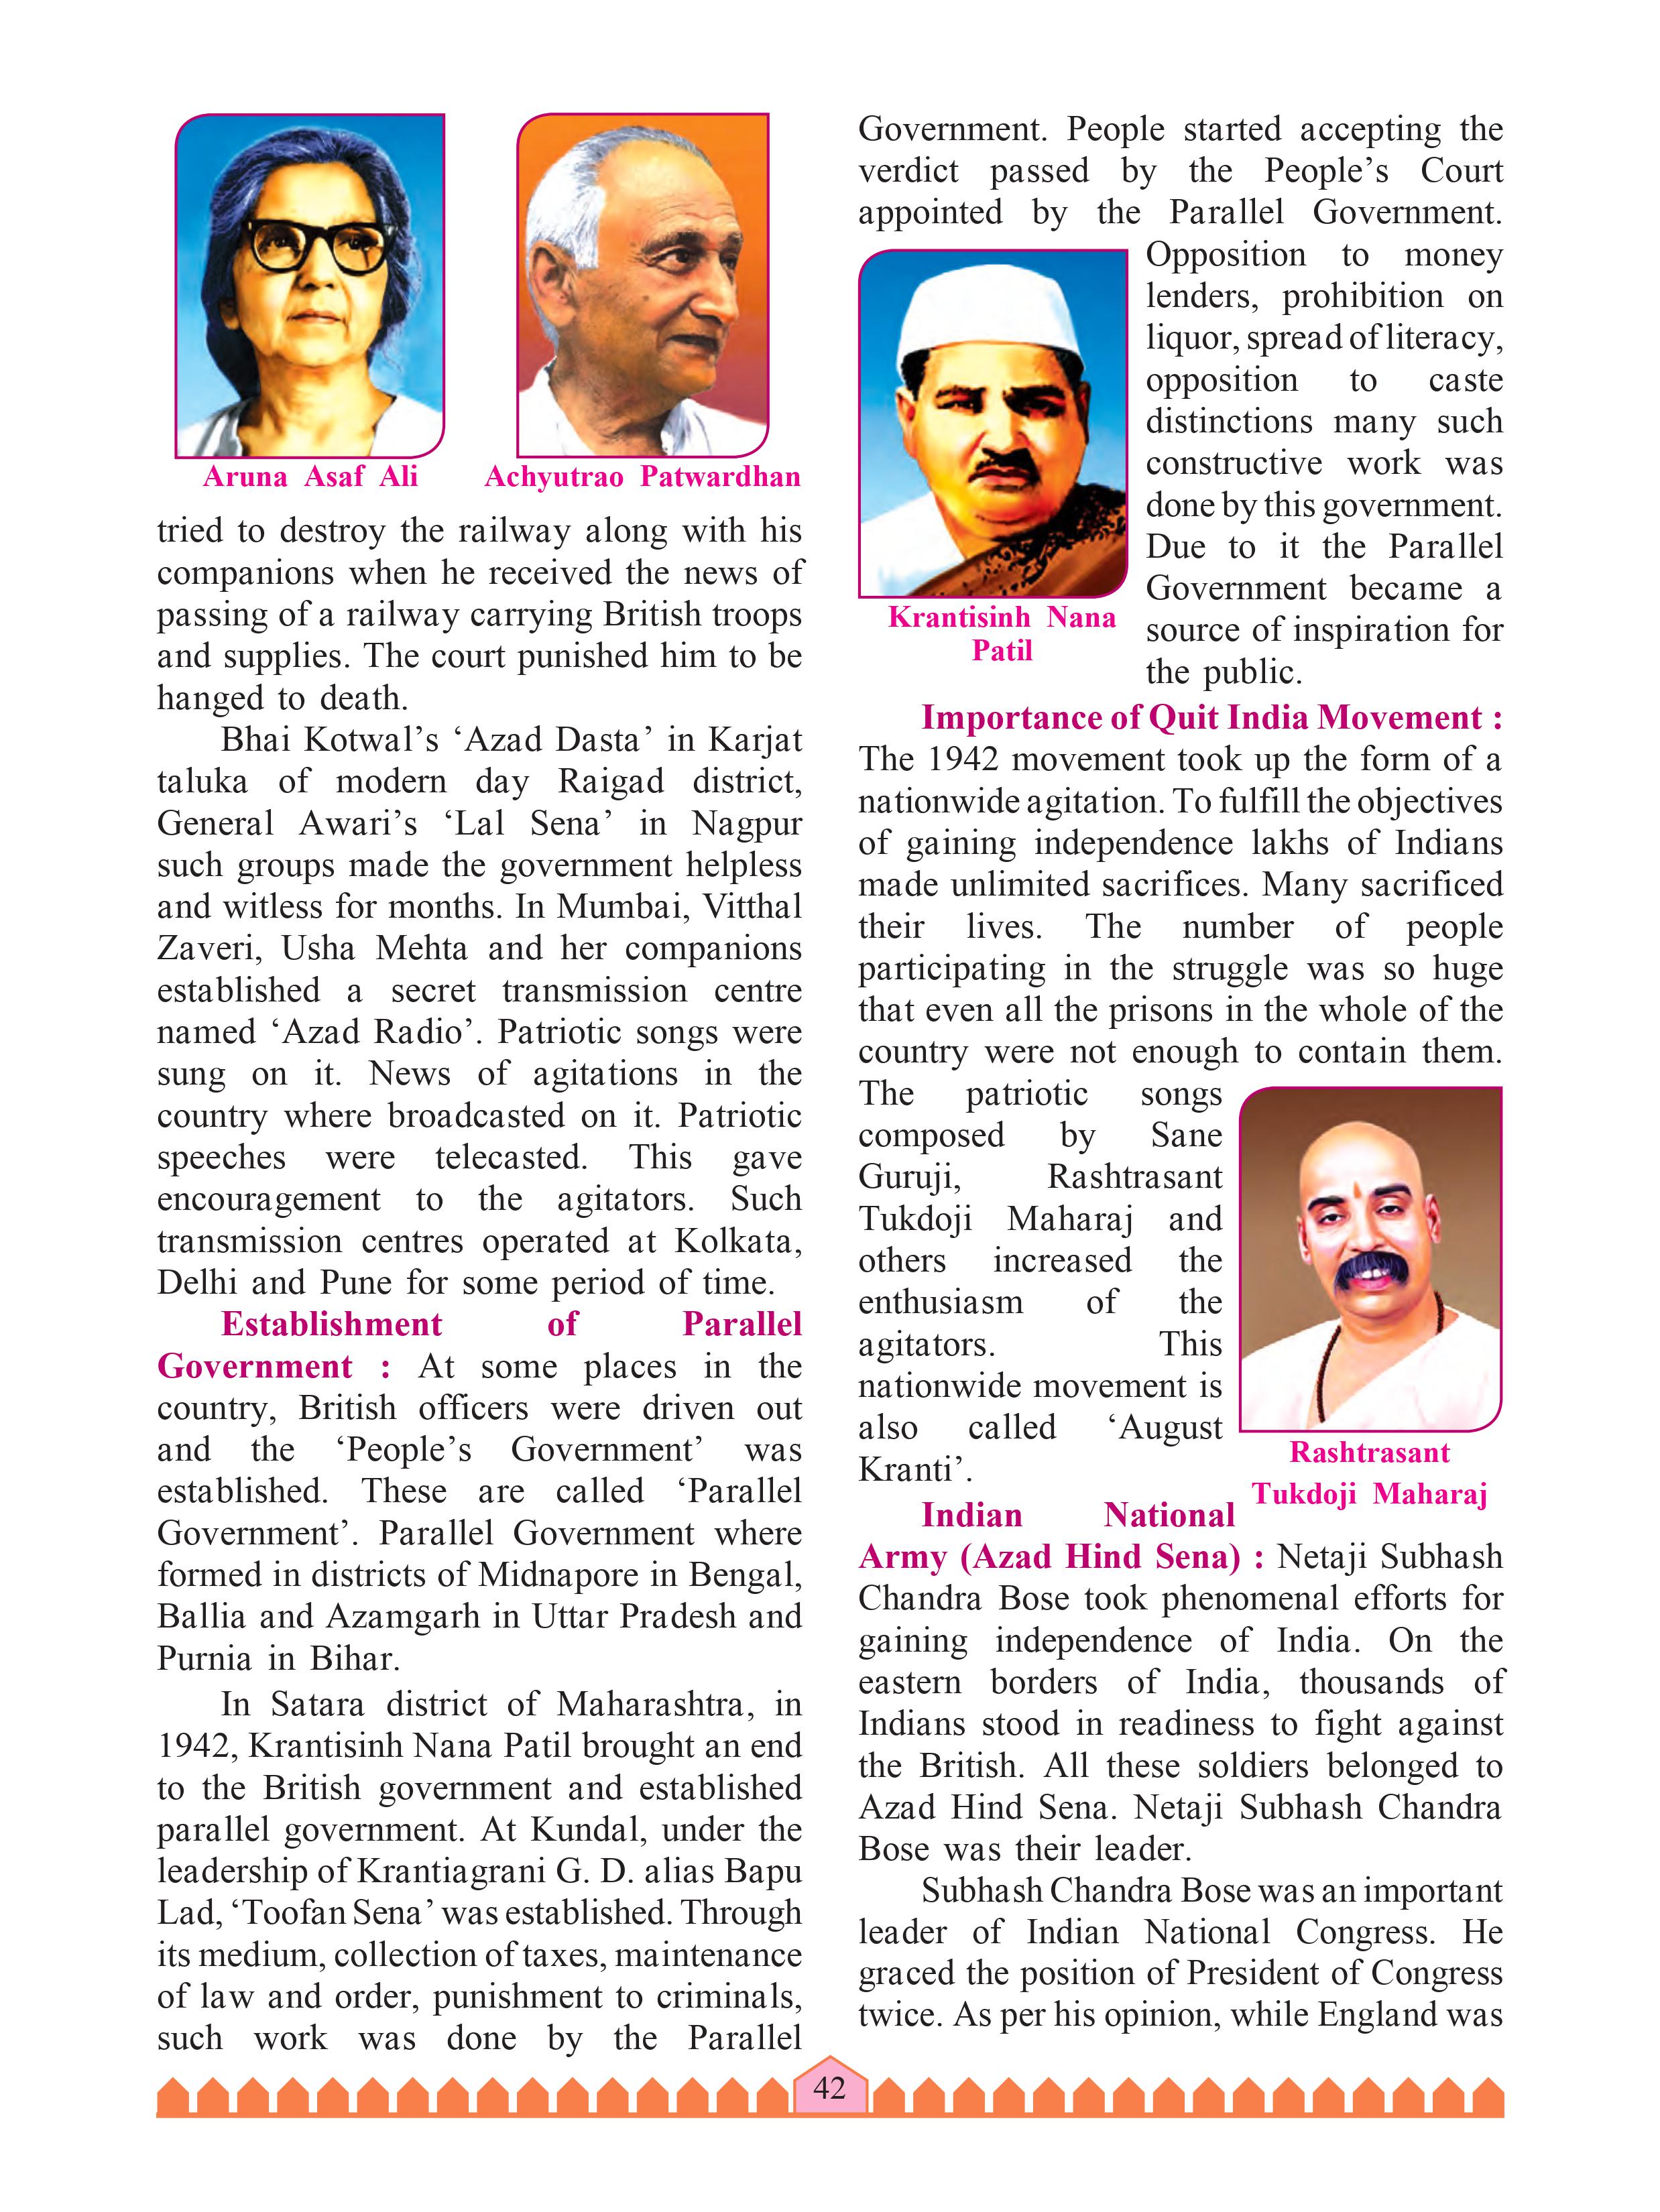 Aruna Asaf Ali
Achyutrao Patwardhan
tried to destroy the railway along with his
companions when he received the news of
passing of a railway carrying British troops
and supplies. The court punished him to be
hanged to death.
Bhai Kotwal’s ‘Azad Dasta’ in Karjat
taluka of modern day Raigad district,
General Awari’s ‘Lal Sena’ in Nagpur
such groups made the government helpless
and witless for months. In Mumbai, Vitthal
Zaveri, Usha Mehta and her companions
established a secret transmission centre
named ‘Azad Radio’. Patriotic songs were
sung on it. News of agitations in the
country where broadcasted on it. Patriotic
speeches were telecasted. This gave
encouragement to the agitators. Such
transmission centres operated at Kolkata,
Delhi and Pune for some period of time.
Establishment of Parallel
Government : At some places in the
country, British officers were driven out
and the ‘People’s Government’ was
established. These are called ‘Parallel
Government’. Parallel Government where
formed in districts of Midnapore in Bengal,
Ballia and Azamgarh in Uttar Pradesh and
Purnia in Bihar.
In Satara district of Maharashtra, in
1942, Krantisinh Nana Patil brought an end
to the British government and established
parallel government. At Kundal, under the
leadership of Krantiagrani G. D. alias Bapu
Lad, ‘Toofan Sena’ was established. Through
its medium, collection of taxes, maintenance
of law and order, punishment to criminals,
such work was done by the Parallel
Government. People started accepting the
verdict passed by the People’s Court
appointed by the Parallel Government.
Opposition to money
lenders, prohibition on
liquor, spread of literacy,
opposition to caste
distinctions many such
constructive work was
done by this government.
Due to it the Parallel
Government became a
source of inspiration for
the public.
Krantisinh Nana
Patil
Importance of Quit India Movement :
The 1942 movement took up the form of a
nationwide agitation. To fulfill the objectives
of gaining independence lakhs of Indians
made unlimited sacrifices. Many sacrificed
their lives. The number of people
participating in the struggle was so huge
that even all the prisons in the whole of the
country were not enough to contain them.
The patriotic songs
composed by Sane
Guruji, Rashtrasant
Tukdoji Maharaj and
others increased the
enthusiasm of the
agitators. This
nationwide movement is
also called ‘August
Kranti’.
Rashtrasant
Tukdoji Maharaj
Indian National
Army (Azad Hind Sena) : Netaji Subhash
Chandra Bose took phenomenal efforts for
gaining independence of India. On the
eastern borders of India, thousands of
Indians stood in readiness to fight against
the British. All these soldiers belonged to
Azad Hind Sena. Netaji Subhash Chandra
Bose was their leader.
Subhash Chandra Bose was an important
leader of Indian National Congress. He
graced the position of President of Congress
twice. As per his opinion, while England was
42